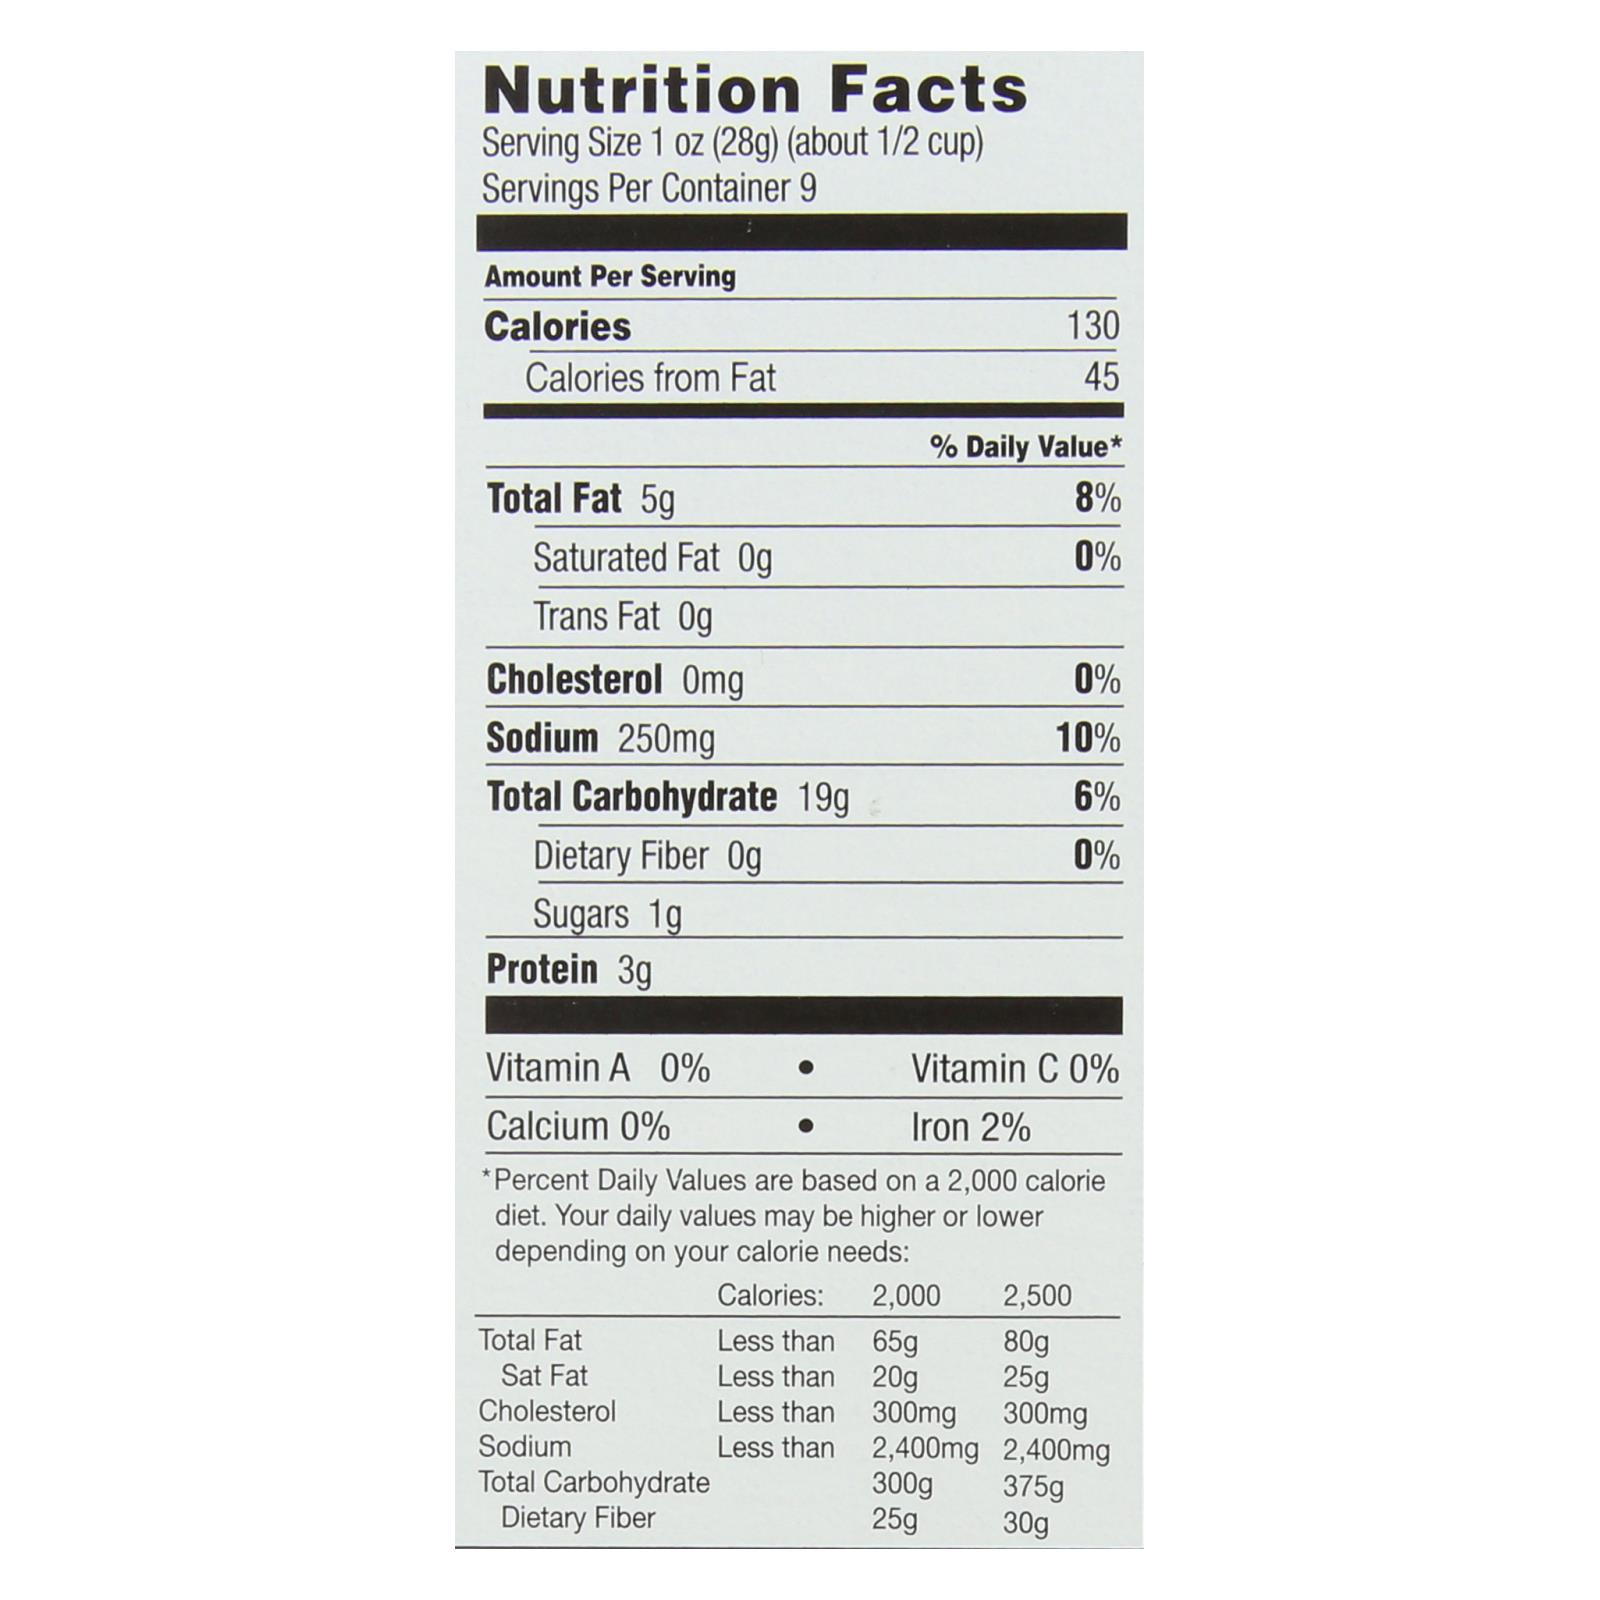 Nutrition Facts
Serving Size 1 oz (28g) (about 1/2 cup)
Servings Per Container 9
Amount Per Serving
Calories 130
Calories from Fat 45
% Daily Value*
Total Fat 5g 8%
Saturated Fat 0g 0%
Trans Fat 0g
Cholesterol 0mg 0%
Sodium 250mg 10%
Total Carbohydrate 19g 6%
Dietary Fiber 0g 0%
Sugars 1g
Protein 3g
Vitamin A 0% • Vitamin C 0%
Calcium 0% • Iron 2%
*Percent Daily Values are based on a 2,000 calorie
diet. Your daily values may be higher or lower
depending on your calorie needs:
Calories: 2,000 2,500
Total Fat Less than 65g 80g
Sat Fat Less than 20g 25g
Cholesterol Less than 300mg 300mg
Sodium Less than 2,400mg 2,400mg
Total Carbohydrate 300g 375g
Dietary Fiber 25g 30g